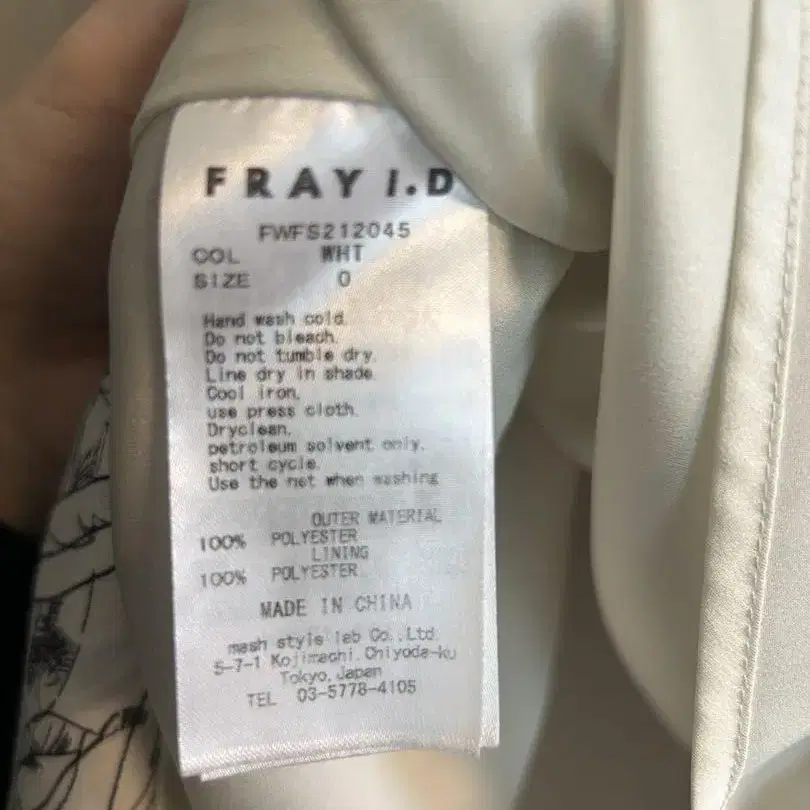 FRAY I.D
FWFS212045
COL WHT
SIZE 0
Hand wash cold.
Do not bleach.
Do not tumble dry.
Line dry in shade.
Cool iron.
use press cloth.
Dryclean.
petroleum solvent only.
short cycle.
Use the net when washing
OUTER MATERIAL
100% POLYESTER
LINING
100% POLYESTER
MADE IN CHINA
mash style lab Co.,Ltd.
5-7-1 Kojimachi, Chiyoda-ku
Tokyo, Japan
TEL 03-5778-4105